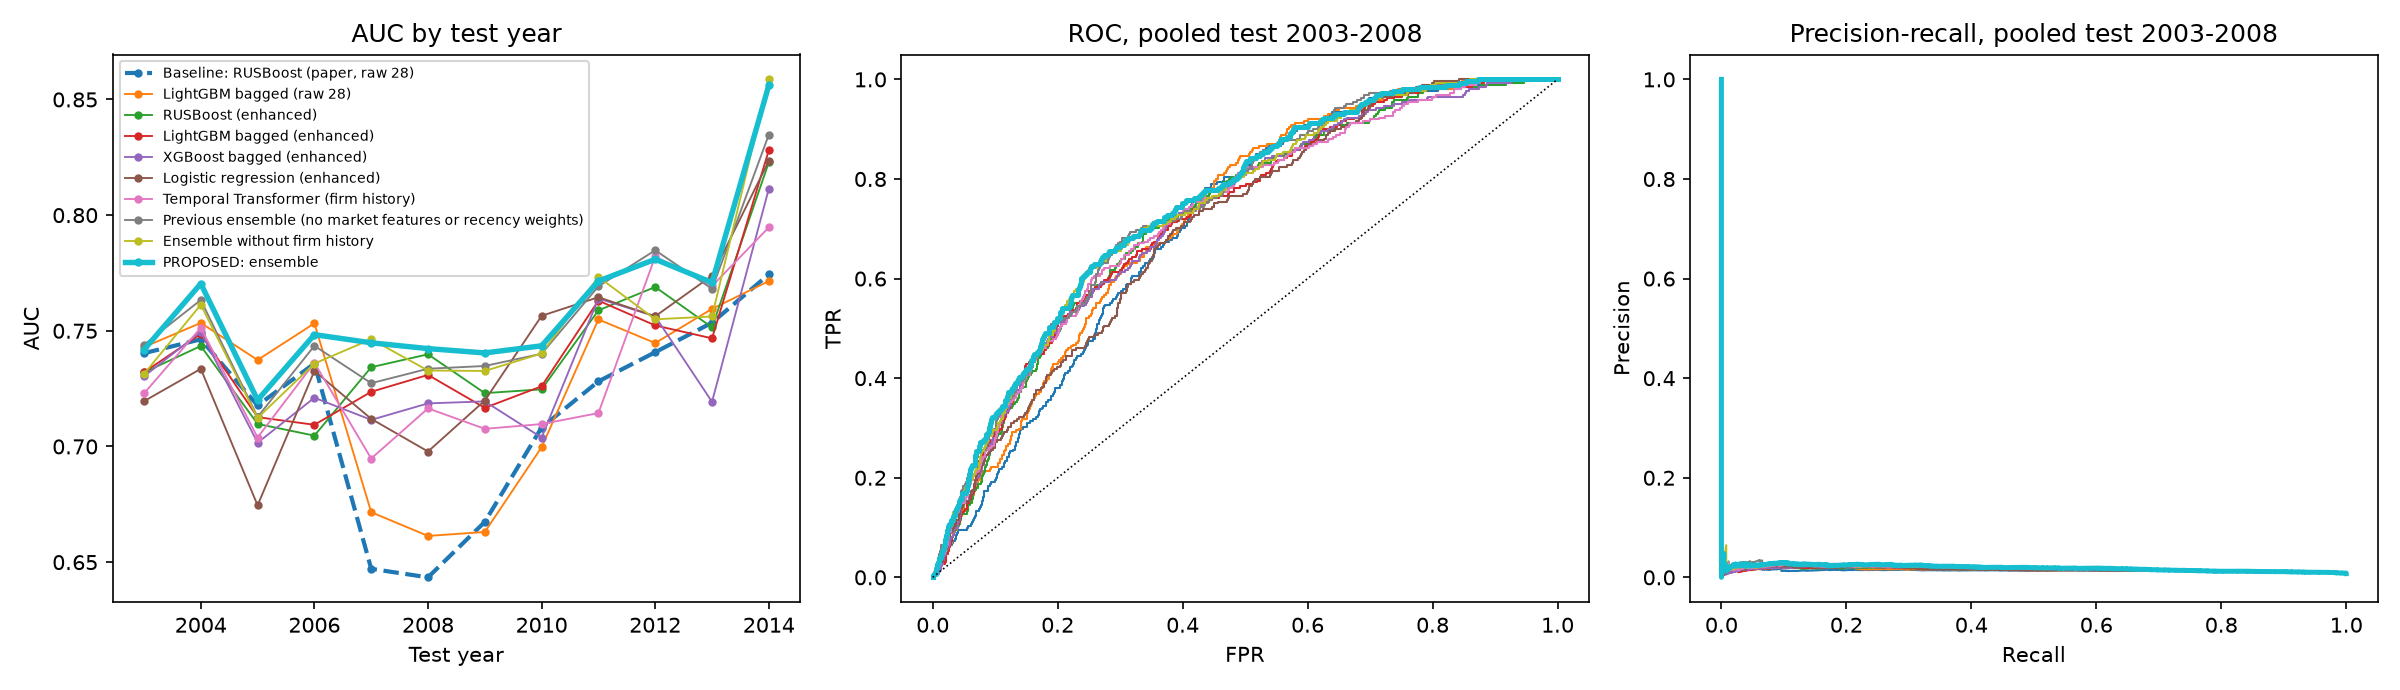 AUC by test year
AUC
0.85
0.80
0.75
0.70
0.65
Baseline: RUSBoost (paper, raw 28)
LightGBM bagged (raw 28)
RUSBoost (enhanced)
LightGBM bagged (enhanced)
XGBoost bagged (enhanced)
Logistic regression (enhanced)
Temporal Transformer (firm history)
Previous ensemble (no market features or recency weights)
Ensemble without firm history
PROPOSED: ensemble
2004 2006 2008 2010 2012 2014
Test year
ROC, pooled test 2003-2008
TPR
1.0
0.8
0.6
0.4
0.2
0.0
0.0 0.2 0.4 0.6 0.8 1.0
FPR
Precision-recall, pooled test 2003-2008
Precision
1.0
0.8
0.6
0.4
0.2
0.0
0.0 0.2 0.4 0.6 0.8 1.0
Recall